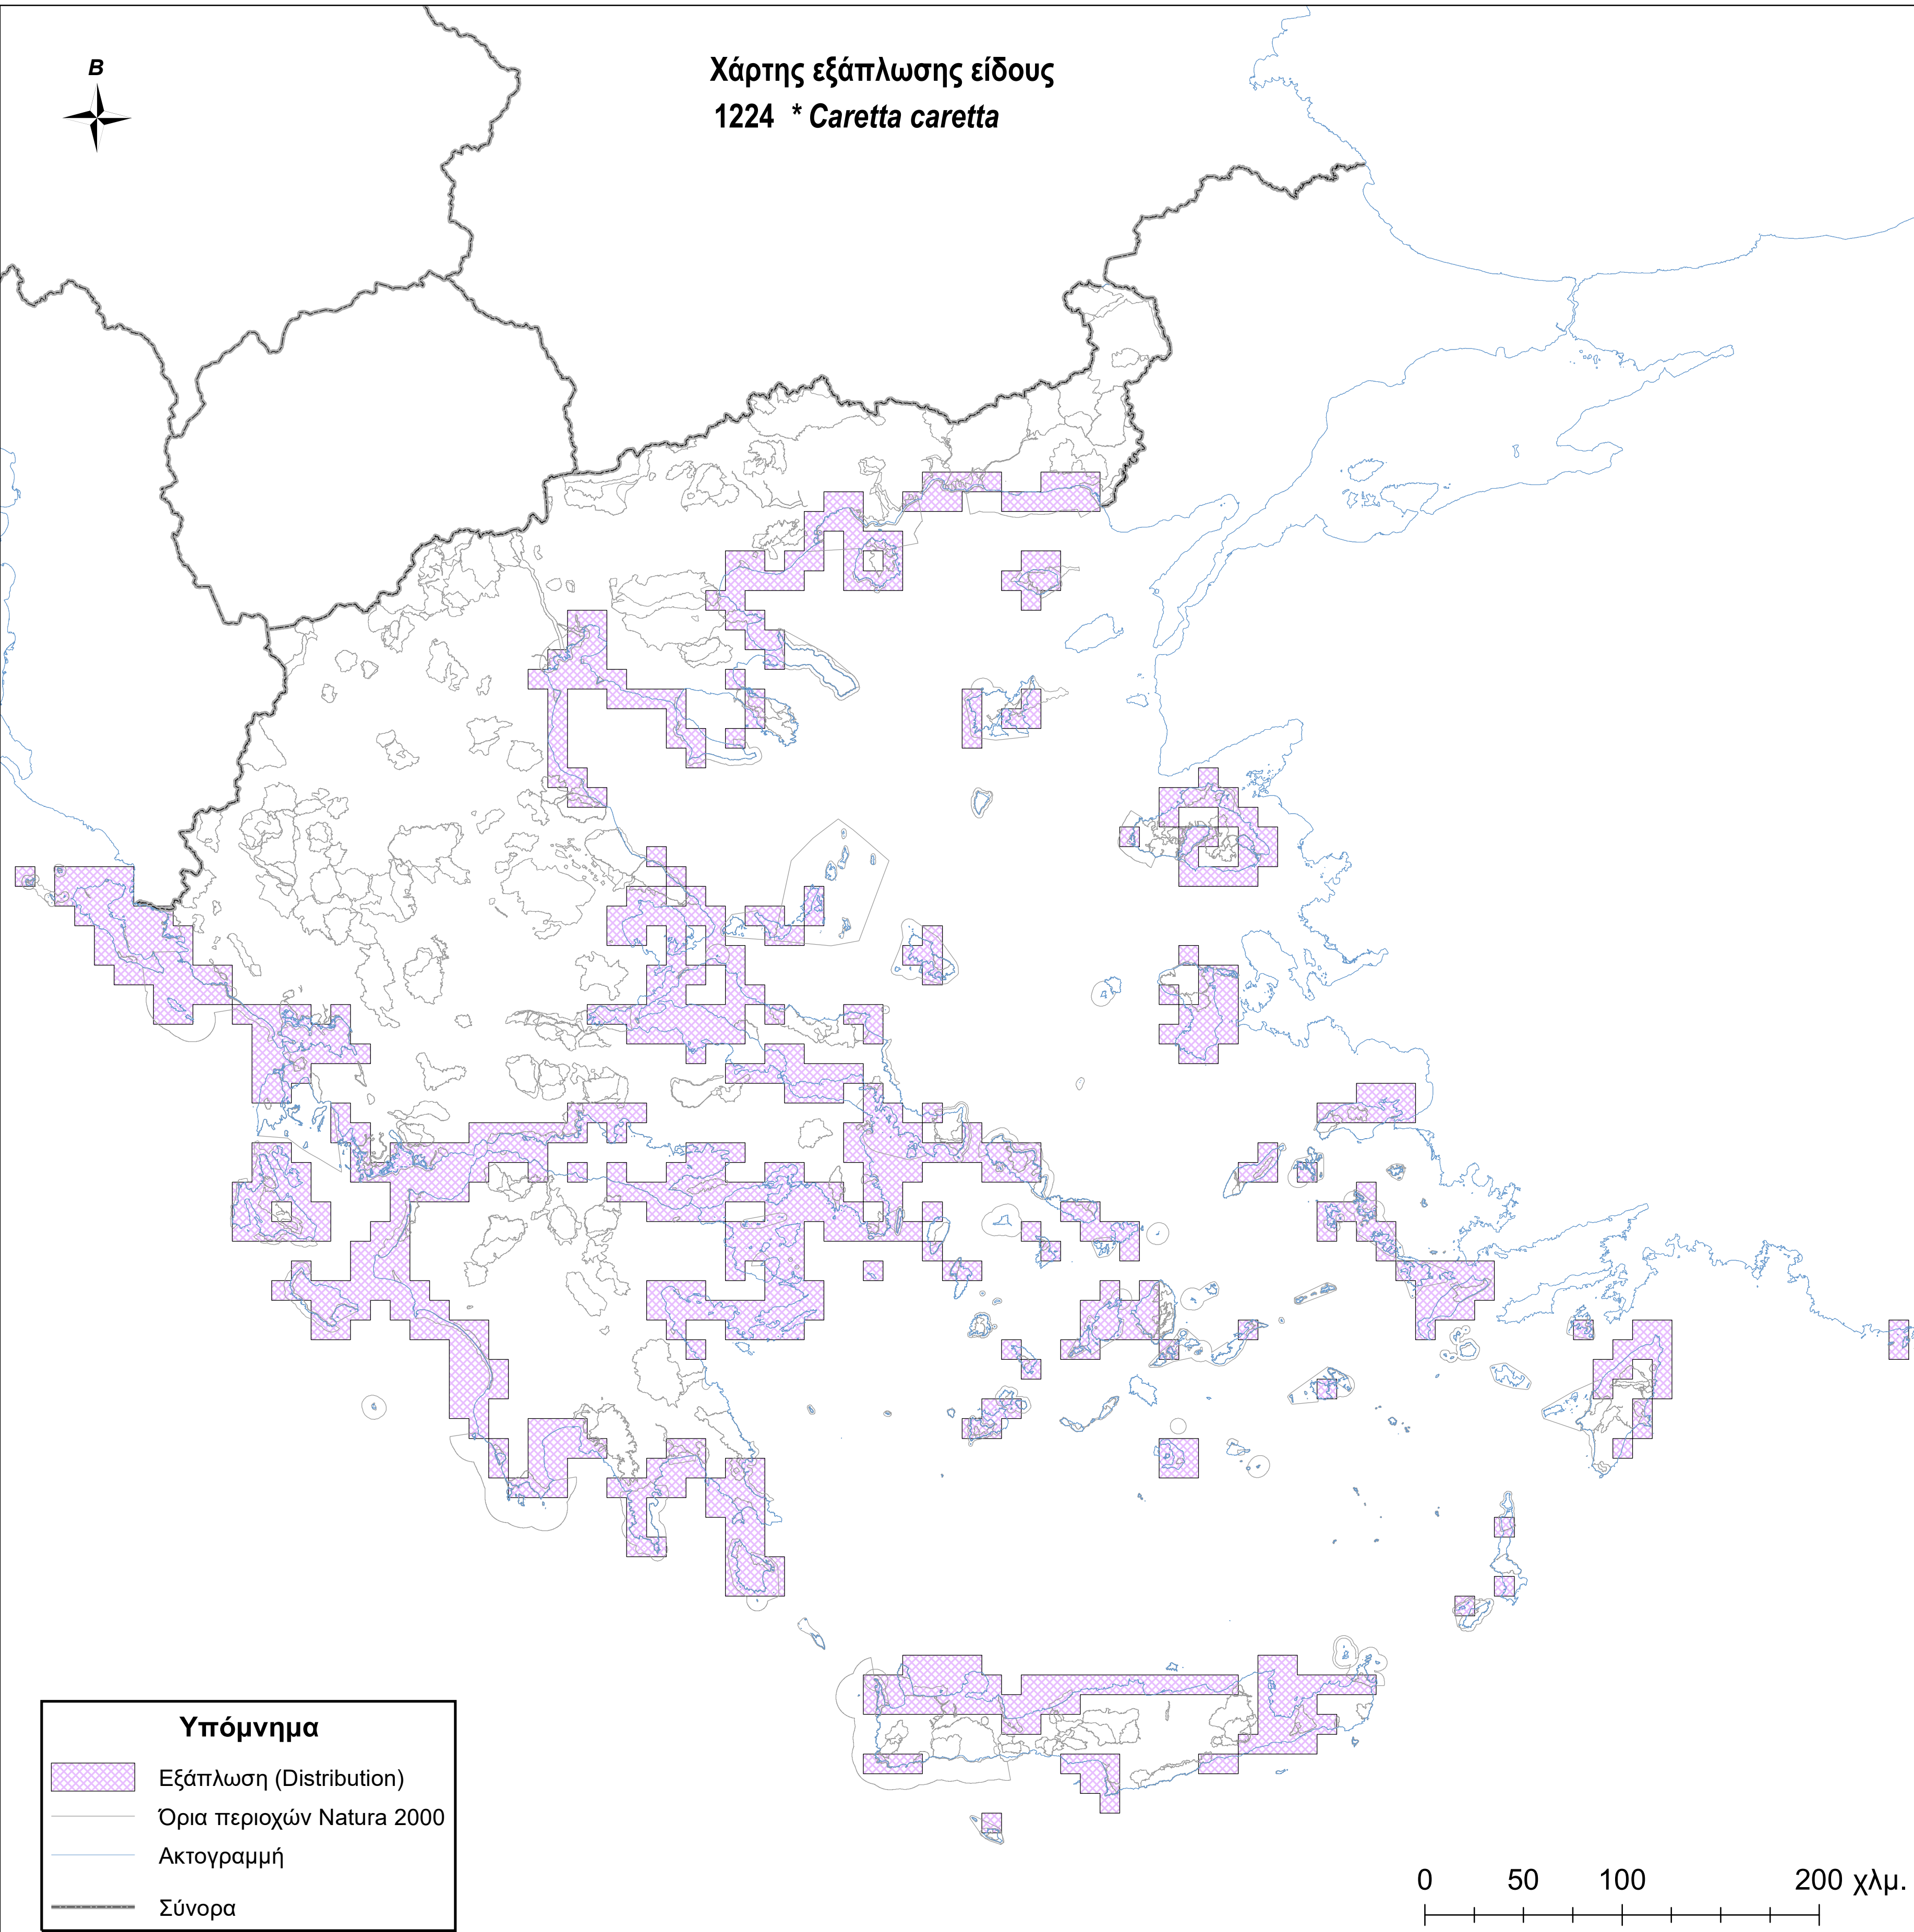 Χάρτης εξάπλωσης είδους
1224 * Caretta caretta
Β
Υπόμνημα
Εξάπλωση (Distribution)
Όρια περιοχών Natura 2000
Ακτογραμμή
Σύνορα
0 50 100 200 χλμ.